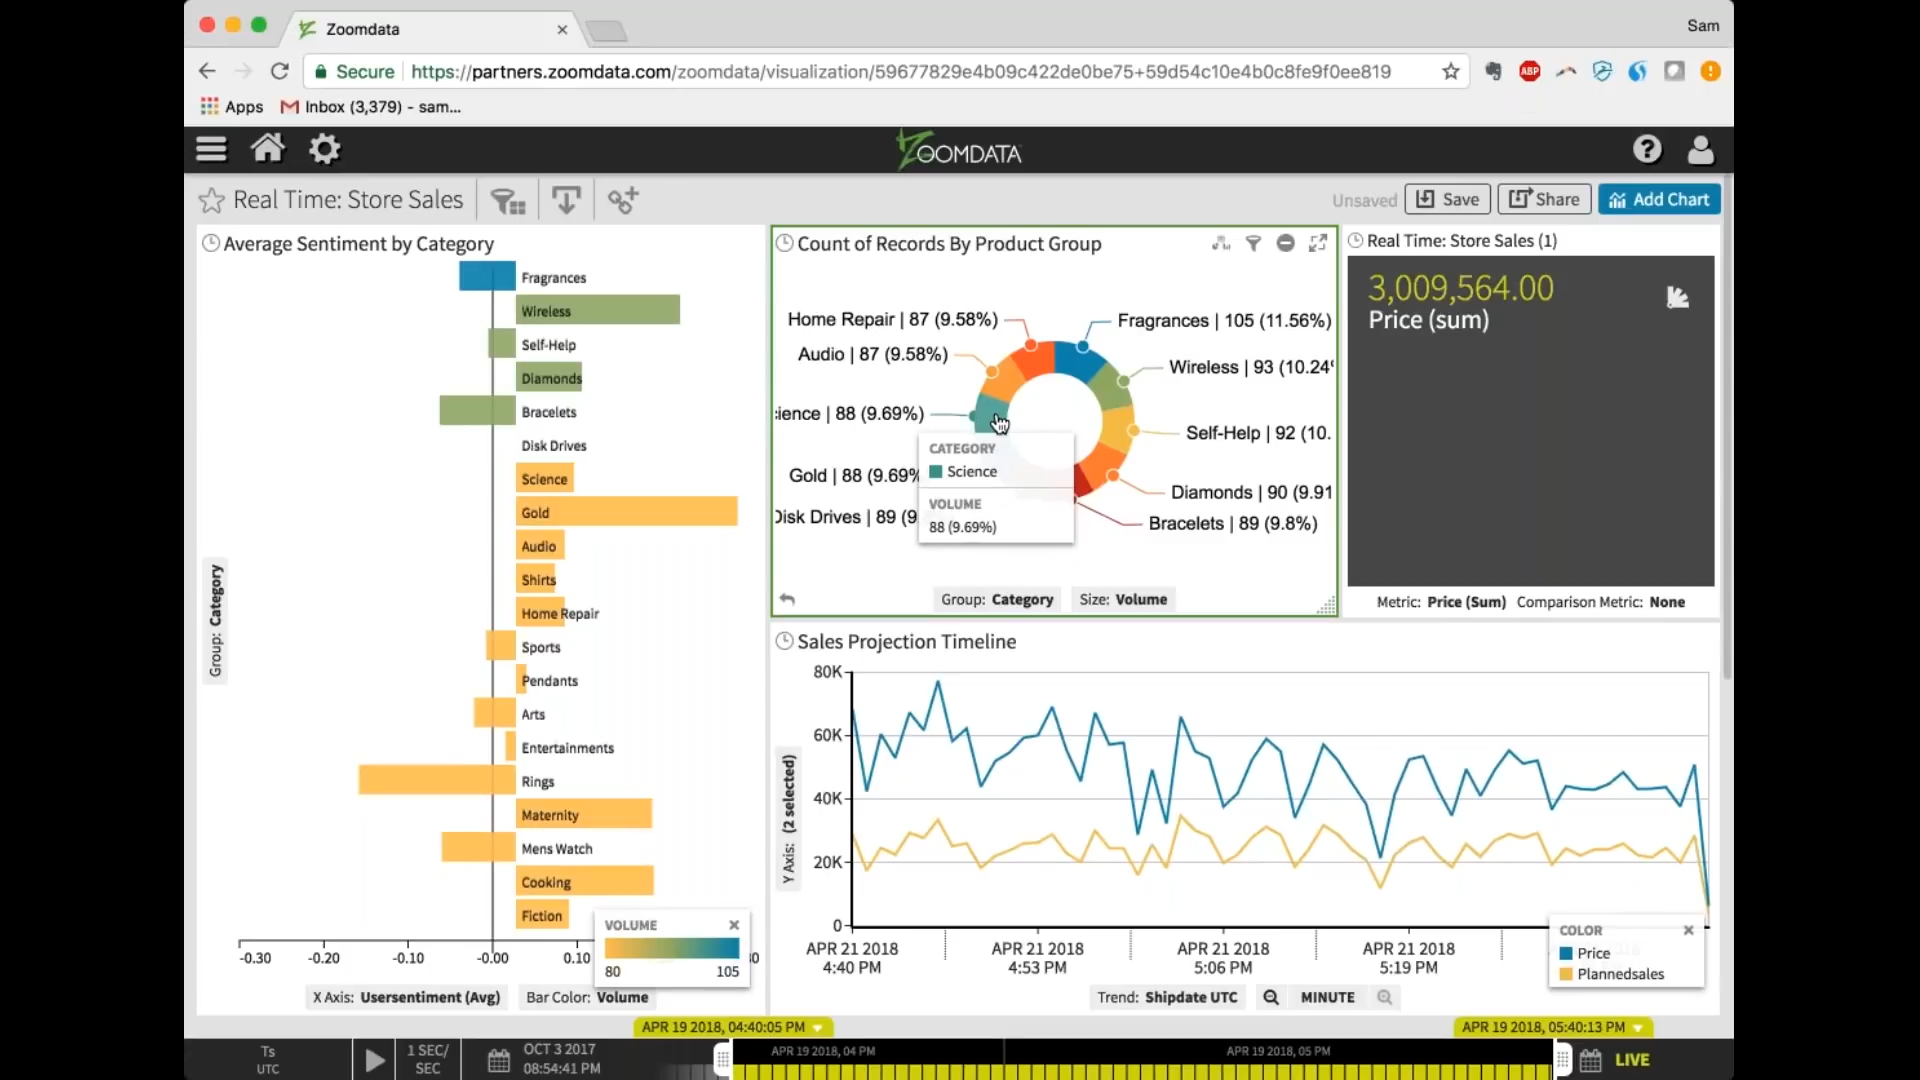 Zoomdata
Sam
Secure https://partners.zoomdata.com/zoomdata/visualization/59677829e4b09c422de0be75+59d54c10e4b0c8fe9f0ee819
ABP
Apps Inbox (3,379) - sam...
ZOOMDATA
Real Time: Store Sales
Unsaved Save Share Add Chart
Average Sentiment by Category
Fragrances
Wireless
Self-Help
Diamonds
Bracelets
Disk Drives
Science
Gold
Audio
Shirts
Home Repair
Sports
Pendants
Arts
Entertainments
Rings
Maternity
Mens Watch
Cooking
Fiction
Group: Category
-0.30 -0.20 -0.10 -0.00 0.10
VOLUME
80 105
X Axis: Usersentiment (Avg) Bar Color: Volume
Count of Records By Product Group
Home Repair | 87 (9.58%)
Fragrances | 105 (11.56%)
Audio | 87 (9.58%)
Wireless | 93 (10.24
ience | 88 (9.69%)
Self-Help | 92 (10.
Gold | 88 (9.69%
Diamonds | 90 (9.91
Disk Drives | 89 (9
Bracelets | 89 (9.8%)
CATEGORY
Science
VOLUME
88 (9.69%)
Group: Category Size: Volume
Real Time: Store Sales (1)
3,009,564.00
Price (sum)
Metric: Price (Sum) Comparison Metric: None
Sales Projection Timeline
80K
60K
40K
20K
0
Y Axis: (2 selected)
APR 21 2018 APR 21 2018 APR 21 2018 APR 21 2018
4:40 PM 4:53 PM 5:06 PM 5:19 PM
COLOR
Price
Plannedsales
Trend: Shipdate UTC MINUTE
APR 19 2018, 04:40:05 PM APR 19 2018, 05:40:13 PM
Ts
UTC
1 SEC/
SEC
OCT 3 2017
08:54:41 PM
APR 19 2018, 04 PM APR 19 2018, 05 PM
LIVE